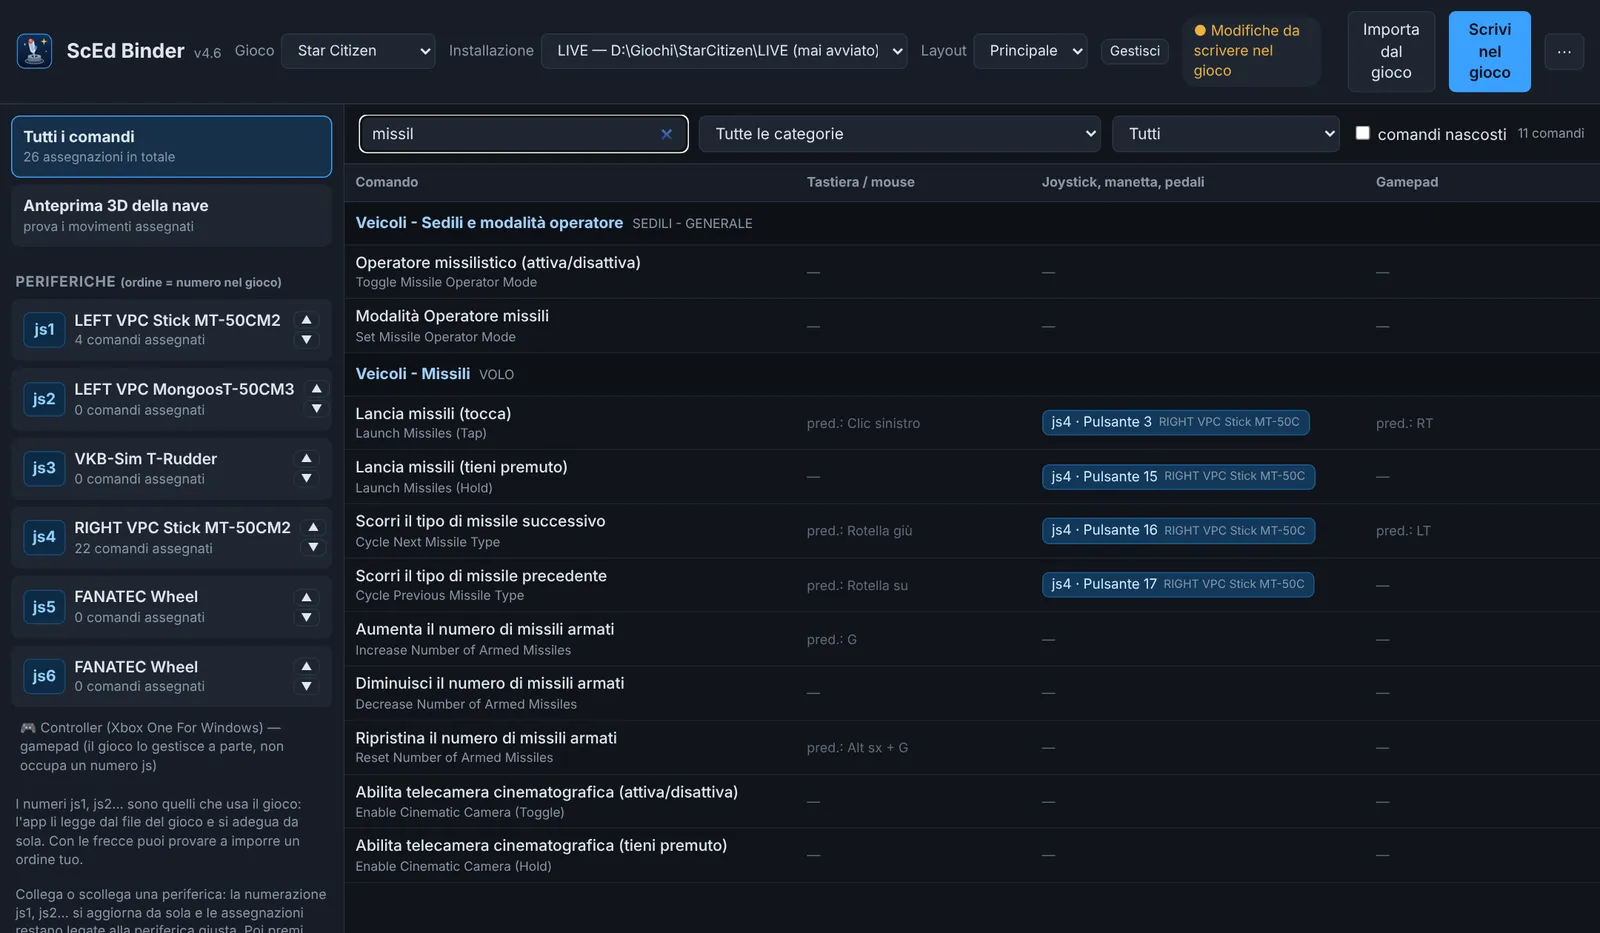 ScEd Binder v4.6 Gioco Star Citizen Installazione LIVE — D:\Giochi\StarCitizen\LIVE (mai avviato) Layout Principale Gestisci
Modifiche da
scrivere nel
gioco
Importa
dal
gioco
Scrivi
nel
gioco
...
Tutti i comandi
26 assegnazioni in totale
Anteprima 3D della nave
prova i movimenti assegnati
PERIFERICHE (ordine = numero nel gioco)
js1 LEFT VPC Stick MT-50CM2
4 comandi assegnati
js2 LEFT VPC MongoosT-50CM3
0 comandi assegnati
js3 VKB-Sim T-Rudder
0 comandi assegnati
js4 RIGHT VPC Stick MT-50CM2
22 comandi assegnati
js5 FANATEC Wheel
0 comandi assegnati
js6 FANATEC Wheel
0 comandi assegnati
🎮 Controller (Xbox One For Windows) —
gamepad (il gioco lo gestisce a parte, non
occupa un numero js)
I numeri js1, js2... sono quelli che usa il gioco:
l'app li legge dal file del gioco e si adegua da
sola. Con le frecce puoi provare a imporre un
ordine tuo.
Collega o scollega una periferica: la numerazione
js1, js2... si aggiorna da sola e le assegnazioni
restano legate alla periferica giusta. Poi premi
missil Tutte le categorie Tutti comandi nascosti 11 comandi
Comando Tastiera / mouse Joystick, manetta, pedali Gamepad
Veicoli - Sedili e modalità operatore SEDILI - GENERALE
Operatore missilistico (attiva/disattiva) — — —
Toggle Missile Operator Mode
Modalità Operatore missili — — —
Set Missile Operator Mode
Veicoli - Missili VOLO
Lancia missili (tocca) pred.: Clic sinistro js4 · Pulsante 3 RIGHT VPC Stick MT-50C pred.: RT
Launch Missiles (Tap)
Lancia missili (tieni premuto) — js4 · Pulsante 15 RIGHT VPC Stick MT-50C —
Launch Missiles (Hold)
Scorri il tipo di missile successivo pred.: Rotella giù js4 · Pulsante 16 RIGHT VPC Stick MT-50C pred.: LT
Cycle Next Missile Type
Scorri il tipo di missile precedente pred.: Rotella su js4 · Pulsante 17 RIGHT VPC Stick MT-50C —
Cycle Previous Missile Type
Aumenta il numero di missili armati pred.: G — —
Increase Number of Armed Missiles
Diminuisci il numero di missili armati — — —
Decrease Number of Armed Missiles
Ripristina il numero di missili armati pred.: Alt sx + G — —
Reset Number of Armed Missiles
Abilita telecamera cinematografica (attiva/disattiva) — — —
Enable Cinematic Camera (Toggle)
Abilita telecamera cinematografica (tieni premuto) — — —
Enable Cinematic Camera (Hold)